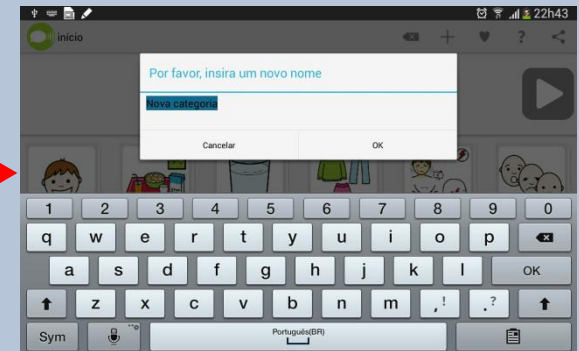 22h43
início
?
Por favor, insira um novo nome
Nova categoria
Cancelar OK
1 2 3 4 5 6 7 8 9 0
q w e r t y u i o p
a s d f g h j k l OK
z x c v b n m ,! .?
Sym Português(BR)